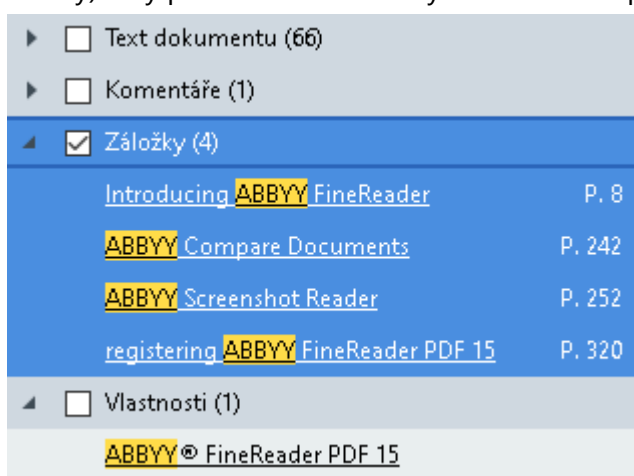 Text dokumentu (66)
Komentáře (1)
Záložky (4)
Introducing ABBYY FineReader P. 8
ABBYY Compare Documents P. 242
ABBYY Screenshot Reader P. 252
registering ABBYY FineReader PDF 15 P. 320
Vlastnosti (1)
ABBYY® FineReader PDF 15